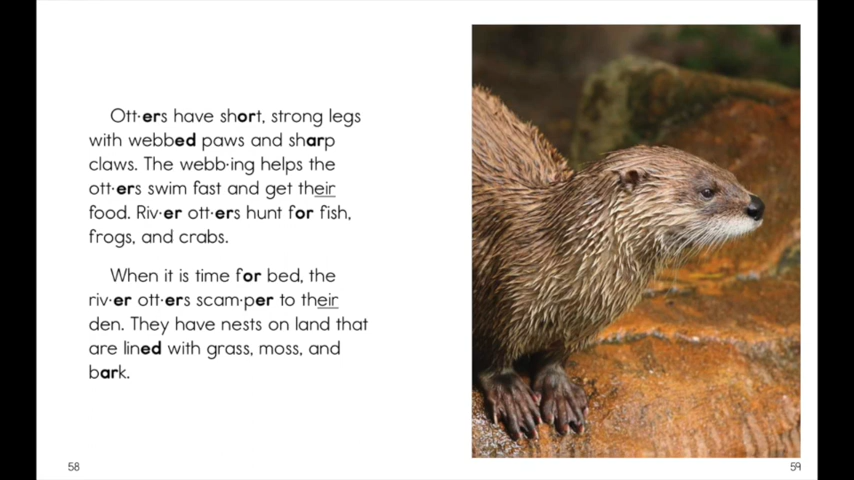 Ott·ers have short, strong legs
with webbed paws and sharp
claws. The webb·ing helps the
ott·ers swim fast and get their
food. Riv·er ott·ers hunt for fish,
frogs, and crabs.
When it is time for bed, the
riv·er ott·ers scam·per to their
den. They have nests on land that
are lined with grass, moss, and
bark.
58
59